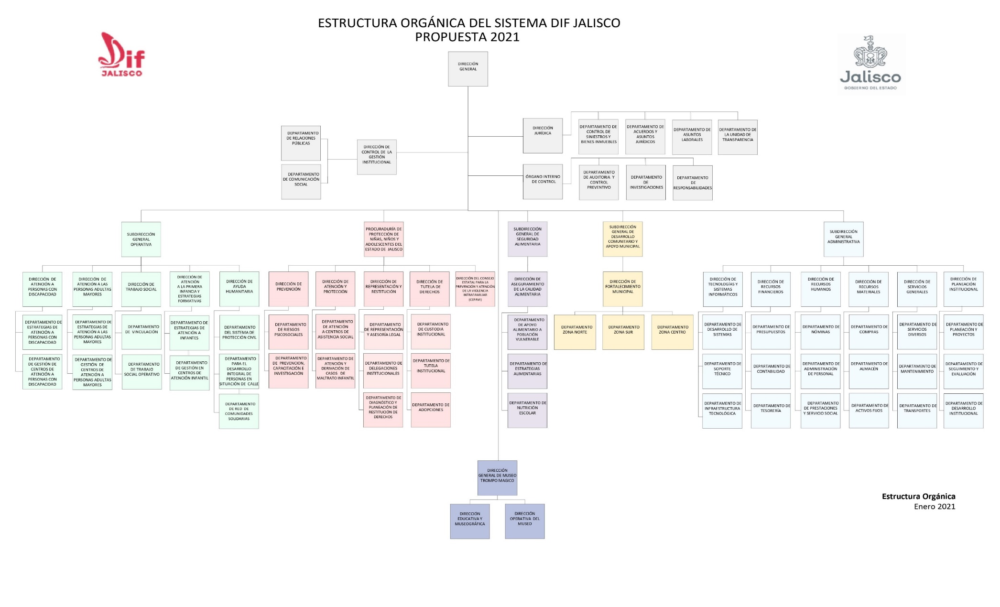 ESTRUCTURA ORGÁNICA DEL SISTEMA DIF JALISCO
PROPUESTA 2021
Dif
JALISCO
Jalisco
GOBIERNO DEL ESTADO
DIRECCIÓN
GENERAL
DEPARTAMENTO
DE RELACIONES
PÚBLICAS
DEPARTAMENTO
DE COMUNICACIÓN
SOCIAL
DIRECCIÓN DE
CONTROL DE LA
GESTIÓN
INSTITUCIONAL
DIRECCIÓN
JURÍDICA
DEPARTAMENTO DE
CONTROL DE
SINIESTROS Y
BIENES INMUEBLES
DEPARTAMENTO DE
ACUERDOS Y
ASUNTOS
JURÍDICOS
DEPARTAMENTO DE
ASUNTOS
LABORALES
DEPARTAMENTO DE
LA UNIDAD DE
TRANSPARENCIA
ÓRGANO INTERNO
DE CONTROL
DEPARTAMENTO
DE AUDITORIA Y
CONTROL
PREVENTIVO
DEPARTAMENTO
DE
INVESTIGACIONES
DEPARTAMENTO
DE
RESPONSABILIDADES
SUBDIRECCIÓN
GENERAL
OPERATIVA
PROCURADURÍA DE
PROTECCIÓN DE
NIÑAS, NIÑOS Y
ADOLESCENTES DEL
ESTADO DE JALISCO
SUBDIRECCIÓN
GENERAL DE
SEGURIDAD
ALIMENTARIA
SUBDIRECCIÓN
GENERAL DE
DESARROLLO
COMUNITARIO Y
APOYO MUNICIPAL
SUBDIRECCIÓN
GENERAL
ADMINISTRATIVA
DIRECCIÓN DE
ATENCIÓN A
PERSONAS CON
DISCAPACIDAD
DIRECCIÓN DE
ATENCIÓN A LAS
PERSONAS ADULTAS
MAYORES
DIRECCIÓN DE
TRABAJO SOCIAL
DIRECCIÓN DE
ATENCIÓN
A LA PRIMERA
INFANCIA Y
ESTRATEGIAS
FORMATIVAS
DIRECCIÓN DE
AYUDA
HUMANITARIA
DIRECCIÓN DE
PREVENCIÓN
DIRECCIÓN DE
ATENCIÓN Y
PROTECCIÓN
DIRECCIÓN DE
REPRESENTACIÓN Y
RESTITUCIÓN
DIRECCIÓN DE
TUTELA DE
DERECHOS
DIRECCIÓN DEL CONSEJO
ESTATAL PARA LA
PREVENCIÓN Y ATENCIÓN
DE LA VIOLENCIA
INTRAFAMILIAR
(CEPAVI)
DIRECCIÓN DE
ASEGURAMIENTO
DE LA CALIDAD
ALIMENTARIA
DIRECCIÓN DE
FORTALECIMIENTO
MUNICIPAL
DIRECCIÓN DE
TECNOLOGÍAS Y
SISTEMAS
INFORMÁTICOS
DIRECCIÓN DE
RECURSOS
FINANCIEROS
DIRECCIÓN DE
RECURSOS
HUMANOS
DIRECCIÓN DE
RECURSOS
MATERIALES
DIRECCIÓN DE
SERVICIOS
GENERALES
DIRECCIÓN DE
PLANEACIÓN
INSTITUCIONAL
DEPARTAMENTO DE
ESTRATEGIAS DE
ATENCIÓN A
PERSONAS CON
DISCAPACIDAD
DEPARTAMENTO DE
ESTRATEGIAS DE
ATENCIÓN A LAS
PERSONAS ADULTAS
MAYORES
DEPARTAMENTO
DE VINCULACIÓN
DEPARTAMENTO DE
ESTRATEGIAS DE
ATENCIÓN A
INFANTES
DEPARTAMENTO
DEL SISTEMA DE
PROTECCIÓN CIVIL
DEPARTAMENTO
DE RIESGOS
PSICOSOCIALES
DEPARTAMENTO
DE ATENCIÓN
A CENTROS DE
ASISTENCIA SOCIAL
DEPARTAMENTO
DE REPRESENTACIÓN
Y ASESORÍA LEGAL
DEPARTAMENTO
DE CUSTODIA
INSTITUCIONAL
DEPARTAMENTO
DE APOYO
ALIMENTARIO A
POBLACIÓN
VULNERABLE
DEPARTAMENTO
ZONA NORTE
DEPARTAMENTO
ZONA SUR
DEPARTAMENTO
ZONA CENTRO
DEPARTAMENTO DE
DESARROLLO DE
SISTEMAS
DEPARTAMENTO DE
PRESUPUESTOS
DEPARTAMENTO DE
NÓMINAS
DEPARTAMENTO DE
COMPRAS
DEPARTAMENTO DE
SERVICIOS
DIVERSOS
DEPARTAMENTO DE
PLANEACIÓN Y
PROYECTOS
DEPARTAMENTO
DE GESTIÓN DE
CENTROS DE
ATENCIÓN A
PERSONAS CON
DISCAPACIDAD
DEPARTAMENTO DE
GESTIÓN DE
CENTROS DE
ATENCIÓN A
PERSONAS ADULTAS
MAYORES
DEPARTAMENTO
DE TRABAJO
SOCIAL OPERATIVO
DEPARTAMENTO
DE GESTIÓN EN
CENTROS DE
ATENCIÓN INFANTIL
DEPARTAMENTO
PARA EL
DESARROLLO
INTEGRAL DE
PERSONAS EN
SITUACIÓN DE CALLE
DEPARTAMENTO
DE PREVENCION,
CAPACITACIÓN E
INVESTIGACIÓN
DEPARTAMENTO DE
ATENCIÓN Y
DERIVACIÓN DE
CASOS DE
MALTRATO INFANTIL
DEPARTAMENTO DE
DELEGACIONES
INSTITUCIONALES
DEPARTAMENTO DE
TUTELA
INSTITUCIONAL
DEPARTAMENTO DE
ESTRATEGIAS
ALIMENTARIAS
DEPARTAMENTO DE
SOPORTE
TÉCNICO
DEPARTAMENTO
DE CONTABILIDAD
DEPARTAMENTO
DE ADMINISTRACIÓN
DE PERSONAL
DEPARTAMENTO DE
ALMACÉN
DEPARTAMENTO
DE MANTENIMIENTO
DEPARTAMENTO DE
SEGUIMIENTO Y
EVALUACIÓN
DEPARTAMENTO
DE RED DE
COMUNIDADES
SOLIDARIAS
DEPARTAMENTO DE
DIAGNÓSTICO Y
PLANEACIÓN DE
RESTITUCIÓN DE
DERECHOS
DEPARTAMENTO DE
ADOPCIONES
DEPARTAMENTO DE
NUTRICIÓN
ESCOLAR
DEPARTAMENTO DE
INFRAESTRUCTURA
TECNOLÓGICA
DEPARTAMENTO DE
TESORERÍA
DEPARTAMENTO
DE PRESTACIONES
Y SERVICIO SOCIAL
DEPARTAMENTO DE
ACTIVOS FIJOS
DEPARTAMENTO DE
TRANSPORTES
DEPARTAMENTO DE
DESARROLLO
INSTITUCIONAL
DIRECCIÓN
GENERAL DE MUSEO
TROMPO MAGICO
DIRECCIÓN
EDUCATIVA Y
MUSEOGRÁFICA
DIRECCIÓN
OPERATIVA DEL
MUSEO
Estructura Orgánica
Enero 2021